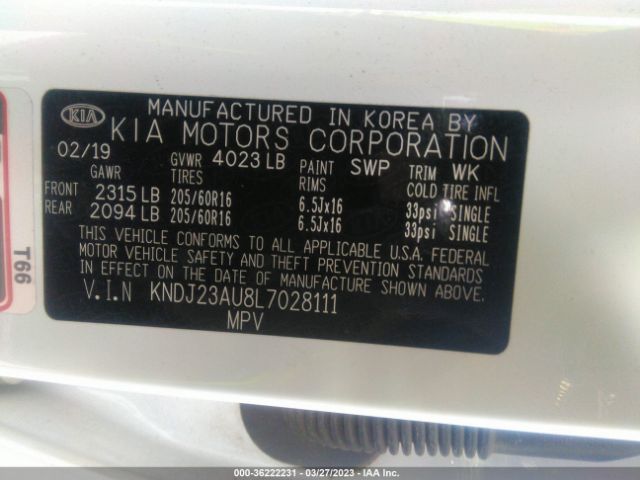 KIA
MANUFACTURED IN KOREA BY
KIA MOTORS CORPORATION
02/19 GVWR 4023 LB PAINT SWP TRIM WK
GAWR TIRES RIMS COLD TIRE INFL
FRONT 2315 LB 205/60R16 6.5Jx16 33psi SINGLE
REAR 2094 LB 205/60R16 6.5Jx16 33psi SINGLE
THIS VEHICLE CONFORMS TO ALL APPLICABLE U.S.A. FEDERAL
MOTOR VEHICLE SAFETY AND THEFT PREVENTION STANDARDS
IN EFFECT ON THE DATE OF MANUFACTURE SHOWN ABOVE.
V.I.N KNDJ23AU8L7028111
MPV
T66
000-36222231 - 03/27/2023 - IAA Inc.